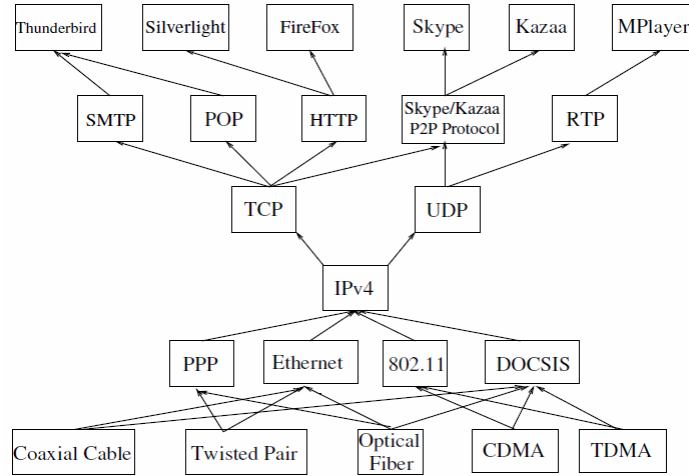 Thunderbird
Silverlight
FireFox
Skype
Kazaa
MPlayer
SMTP
POP
HTTP
Skype/Kazaa
P2P Protocol
RTP
TCP
UDP
IPv4
PPP
Ethernet
802.11
DOCSIS
Coaxial Cable
Twisted Pair
Optical
Fiber
CDMA
TDMA